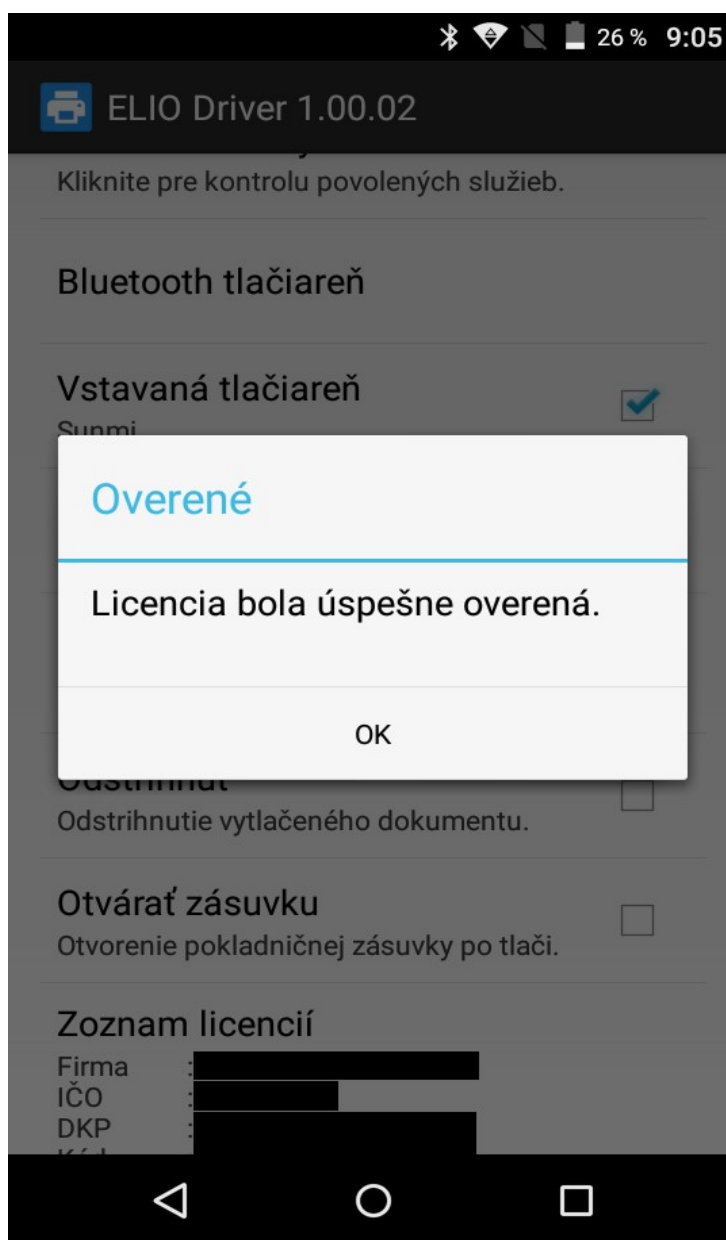 26 % 9:05
ELIO Driver 1.00.02
Kliknite pre kontrolu povolených služieb.
Bluetooth tlačiareň
Vstavaná tlačiareň
Sunmi
Overené
Licencia bola úspešne overená.
OK
Odstrihnutie vytlačeného dokumentu.
Otvárať zásuvku
Otvorenie pokladničnej zásuvky po tlači.
Zoznam licencií
Firma :
IČO :
DKP :